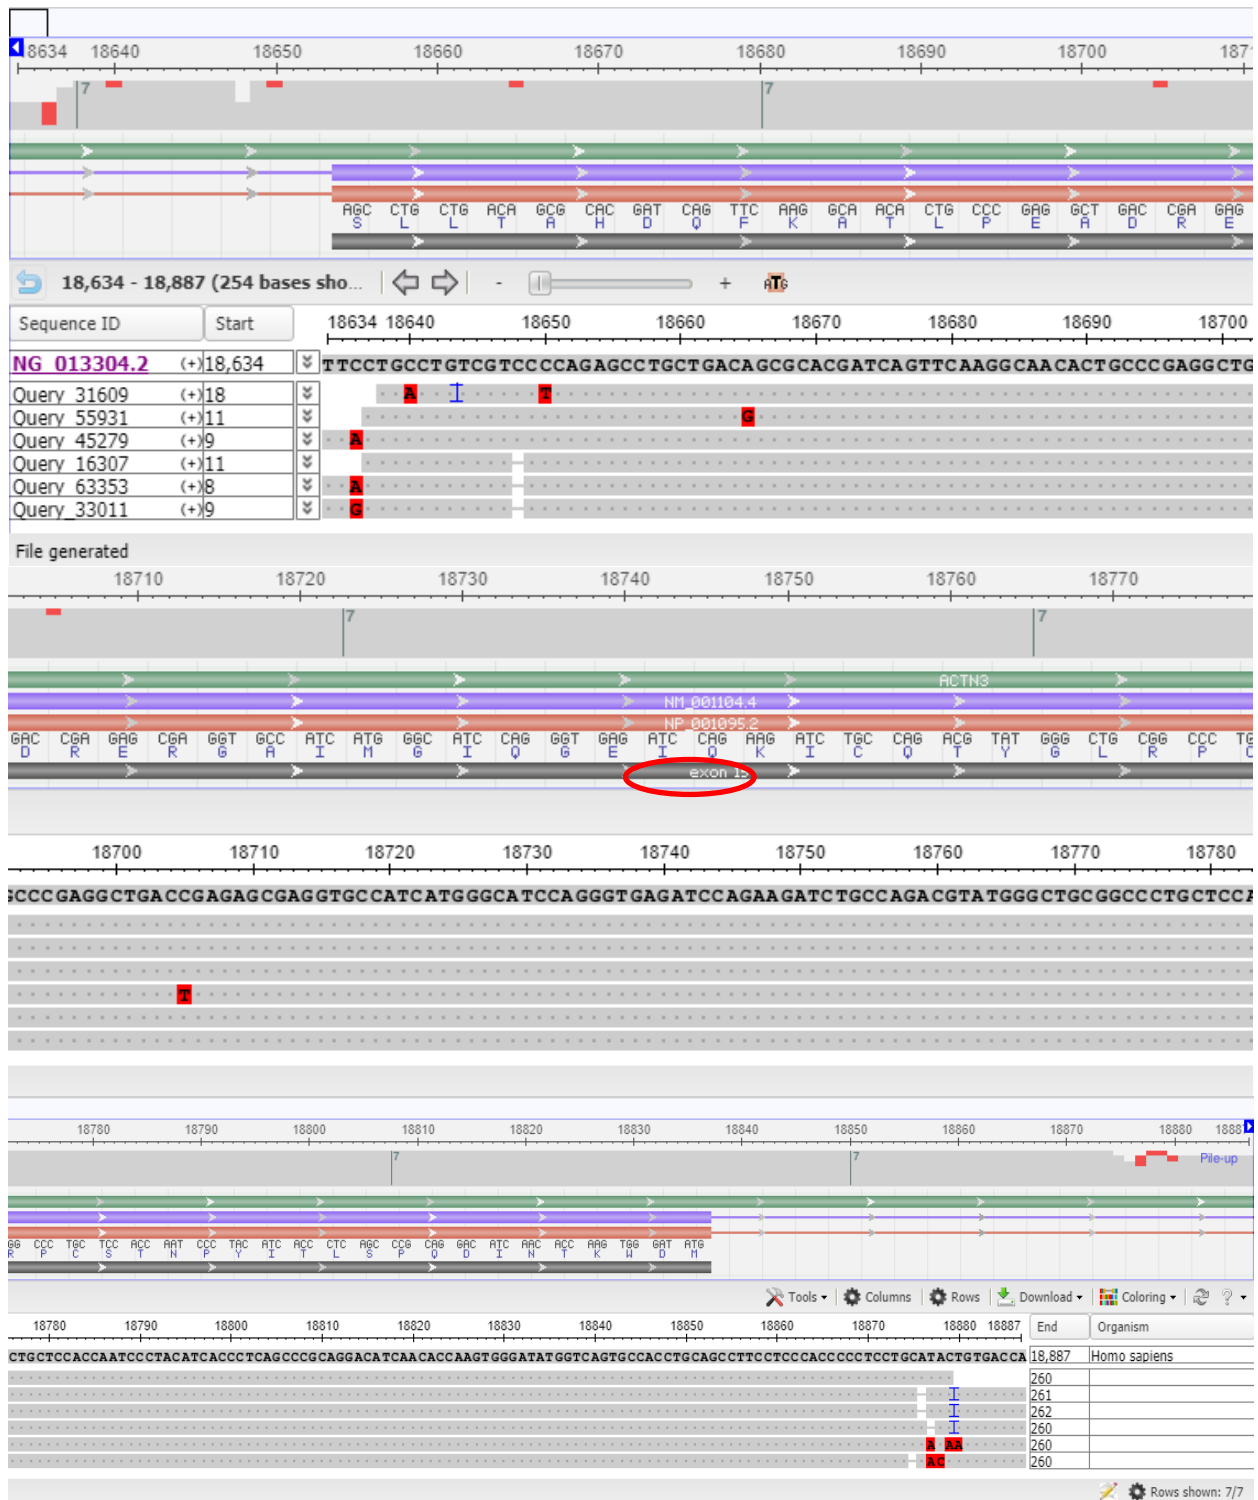 8634 18640 18650 18660 18670 18680 18690 18700 1871
7 7
AGC CTG CTG ACA GCG CAC GAT CAG TTC AAG GCA ACA CTG CCC GAG GCT GAC CGA GAG
S L L T A H D Q F K A T L P E A D R E
18,634 - 18,887 (254 bases sho... - + ATG
Sequence ID Start 18634 18640 18650 18660 18670 18680 18690 18700
NG_013304.2 (+) 18,634 TTCCTGCCTGTCGTCCCCAGAGCCTGCTGACAGCGCACGATCAGTTCAAGGCAACACTGCCCGAGGCTG
Query_31609 (+) 18 A T
Query_55931 (+) 11 G
Query_45279 (+) 9 A
Query_16307 (+) 11
Query_63353 (+) 8 A
Query_33011 (+) 9 G
File generated
18710 18720 18730 18740 18750 18760 18770
7 7
ACTN3
NM_001104.4
NP_001095.2
GAC CGA GAG CGA GGT GCC ATC ATG GGC ATC CAG GGT GAG ATC CAG AAG ATC TGC CAG ACG TAT GGG CTG CGG CCC TG
D R E R G A I M G I Q G E I Q K I C Q T Y G L R P C
exon 15
18700 18710 18720 18730 18740 18750 18760 18770 18780
GCCCGAGGCTGACCGAGAGCGAGGTGCCATCATGGGCATCCAGGGTGAGATCCAGAAGATCTGCCAGACGTATGGGCTGCGGCCCTGCTCCA
T
18780 18790 18800 18810 18820 18830 18840 18850 18860 18870 18880 1888
7 7 Pile-up
GG CCC TGC TCC ACC AAT CCC TAC ATC ACC CTC AGC CCG CAG GAC ATC AAC ACC AAG TGG GAT ATG
R P C S T N P Y I T L S P Q D I N T K W D M
Tools Columns Rows Download Coloring ?
18780 18790 18800 18810 18820 18830 18840 18850 18860 18870 18880 18887 End Organism
CTGCTCCACCAATCCCTACATCACCCTCAGCCCGCAGGACATCAACACCAAGTGGGATATGGTCAGTGCCACCTGCAGCCTTCCTCCCACCCCCTCCTGCATACTGTGACCA 18,887 Homo sapiens
260
261
262
260
A AA 260
AC 260
Rows shown: 7/7